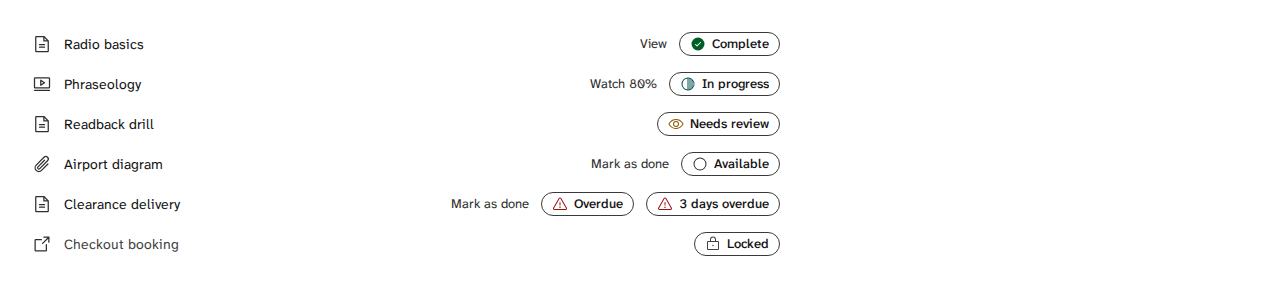 Radio basics View Complete
Phraseology Watch 80% In progress
Readback drill Needs review
Airport diagram Mark as done Available
Clearance delivery Mark as done Overdue 3 days overdue
Checkout booking Locked